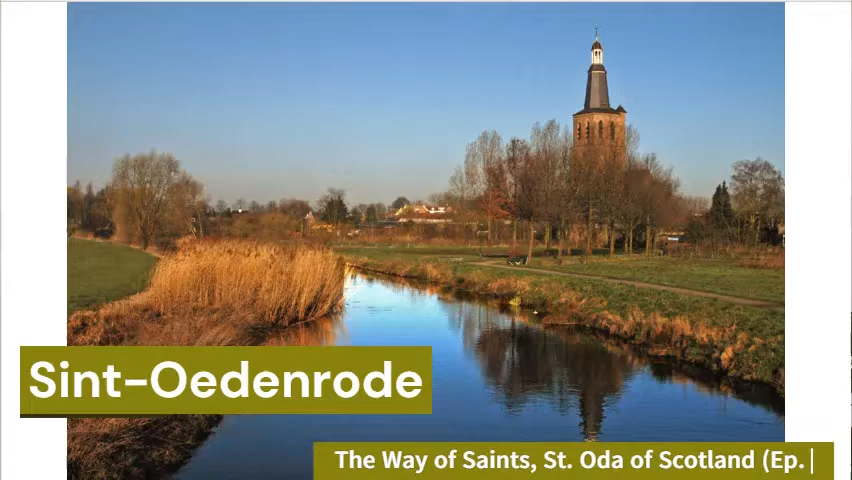 Sint-Oedenrode
The Way of Saints, St. Oda of Scotland (Ep. |